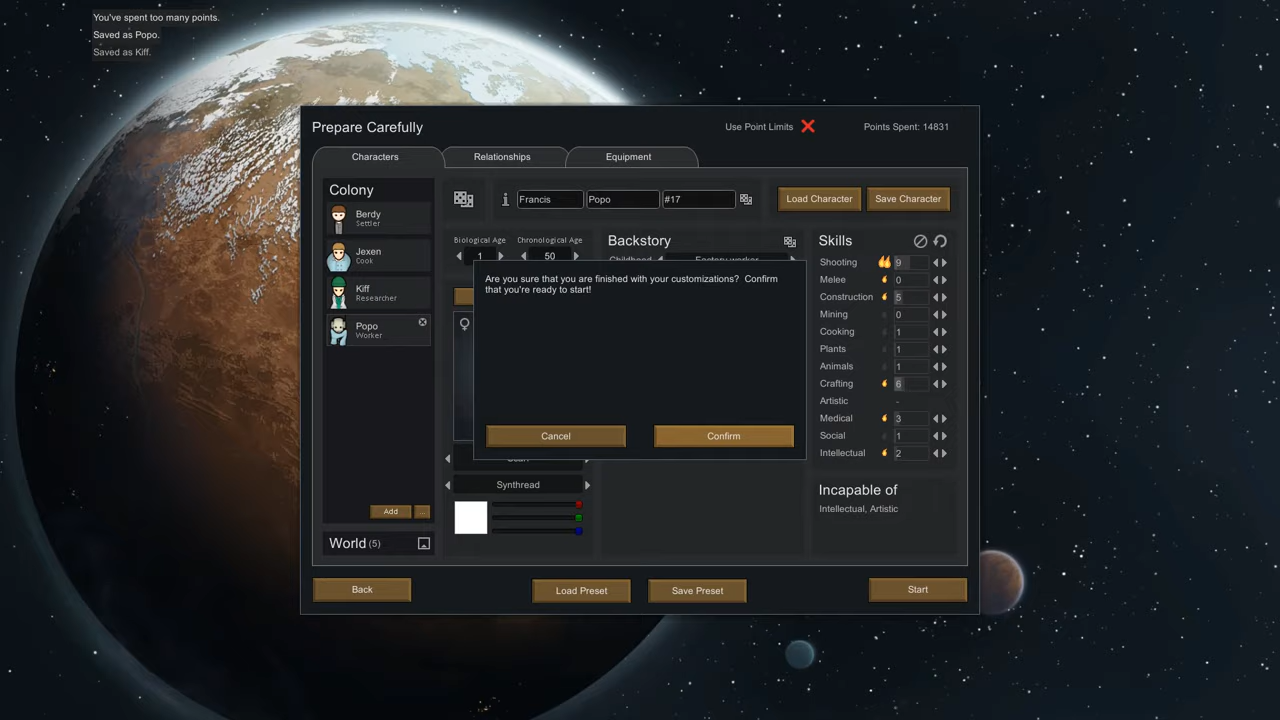 You've spent too many points.
Saved as Popo.
Saved as Kiff.
Prepare Carefully
Use Point Limits
Points Spent: 14831
Characters
Relationships
Equipment
Colony
Berdy
Settler
Jexen
Cook
Kiff
Researcher
Popo
Worker
Add
...
World (5)
Francis
Popo
#17
Load Character
Save Character
Biological Age
Chronological Age
1
50
Backstory
Factory worker
Are you sure that you are finished with your customizations? Confirm
that you're ready to start!
Cancel
Confirm
Synthread
Skills
Shooting 9
Melee 0
Construction 5
Mining 0
Cooking 1
Plants 1
Animals 1
Crafting 6
Artistic -
Medical 3
Social 1
Intellectual 2
Incapable of
Intellectual, Artistic
Back
Load Preset
Save Preset
Start